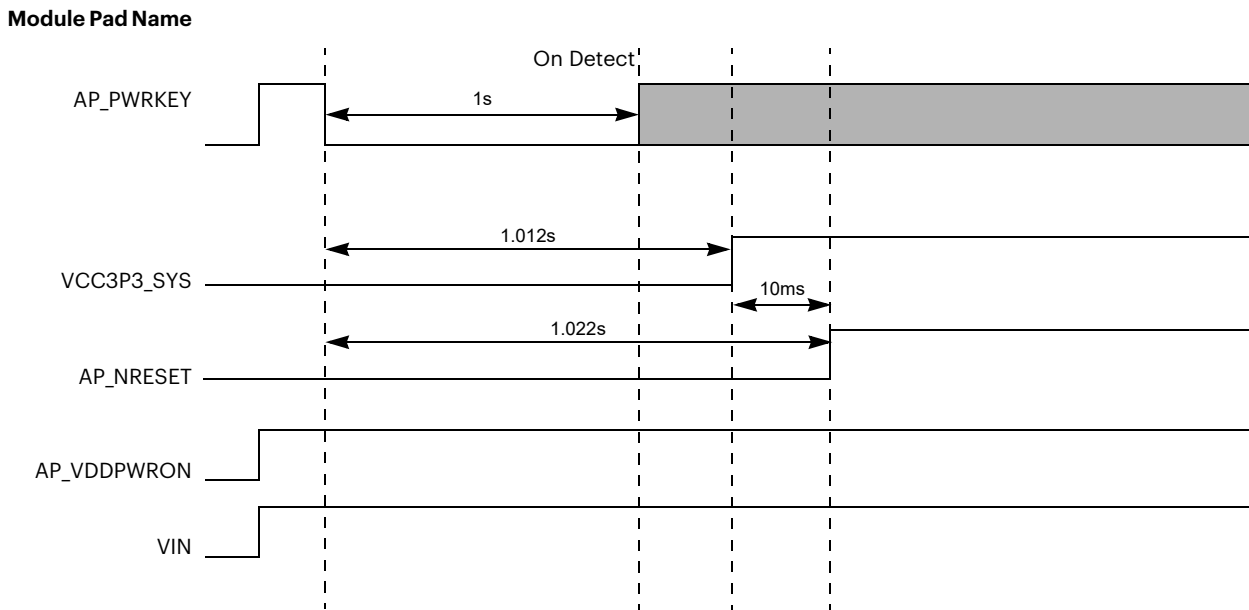 Module Pad Name
On Detect
AP_PWRKEY
1s
1.012s
VCC3P3_SYS
10ms
1.022s
AP_NRESET
AP_VDDPWRON
VIN